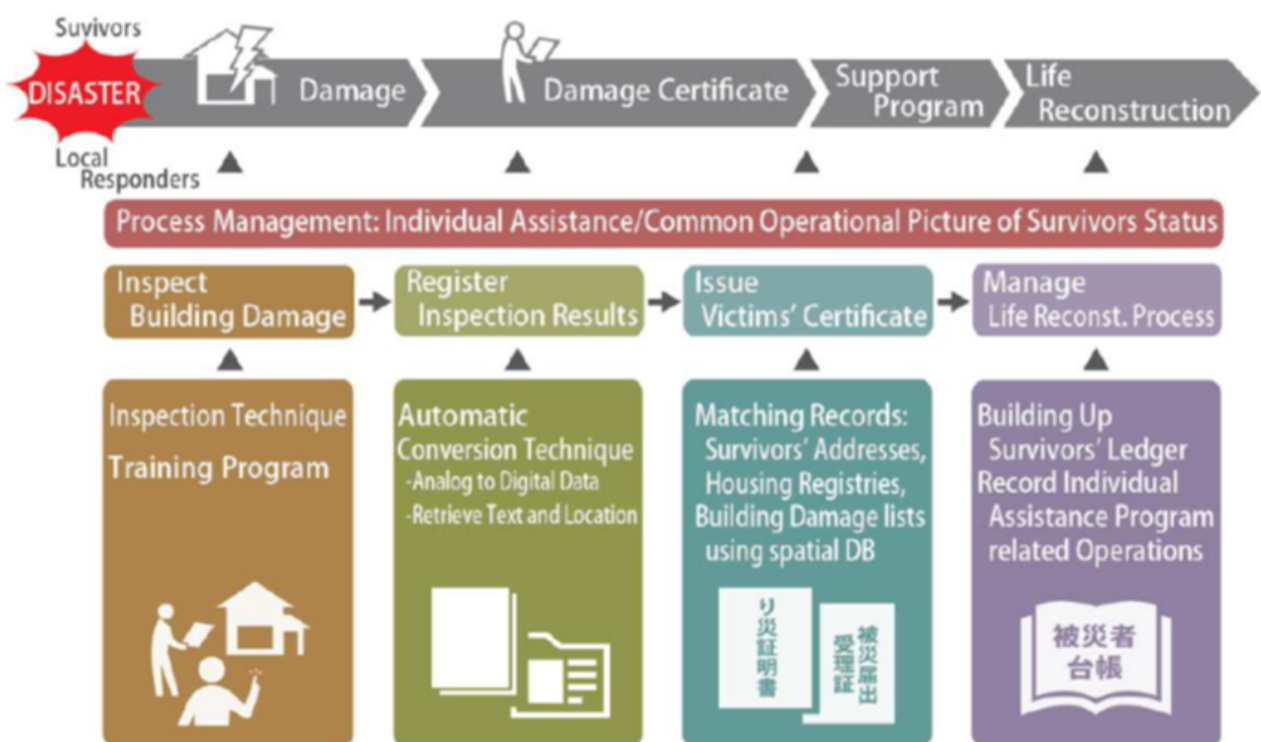 Suvivors
DISASTER
Local
Responders
Damage
Damage Certificate
Support
Program
Life
Reconstruction
Process Management: Individual Assistance/Common Operational Picture of Survivors Status
Inspect
Building Damage
Register
Inspection Results
Issue
Victims' Certificate
Manage
Life Reconst. Process
Inspection Technique
Training Program
Automatic
Conversion Technique
-Analog to Digital Data
-Retrieve Text and Location
Matching Records:
Survivors' Addresses,
Housing Registries,
Building Damage lists
using spatial DB
り災証明書
被災届出
受理証
Building Up
Survivors' Ledger
Record Individual
Assistance Program
related Operations
被災者
台帳